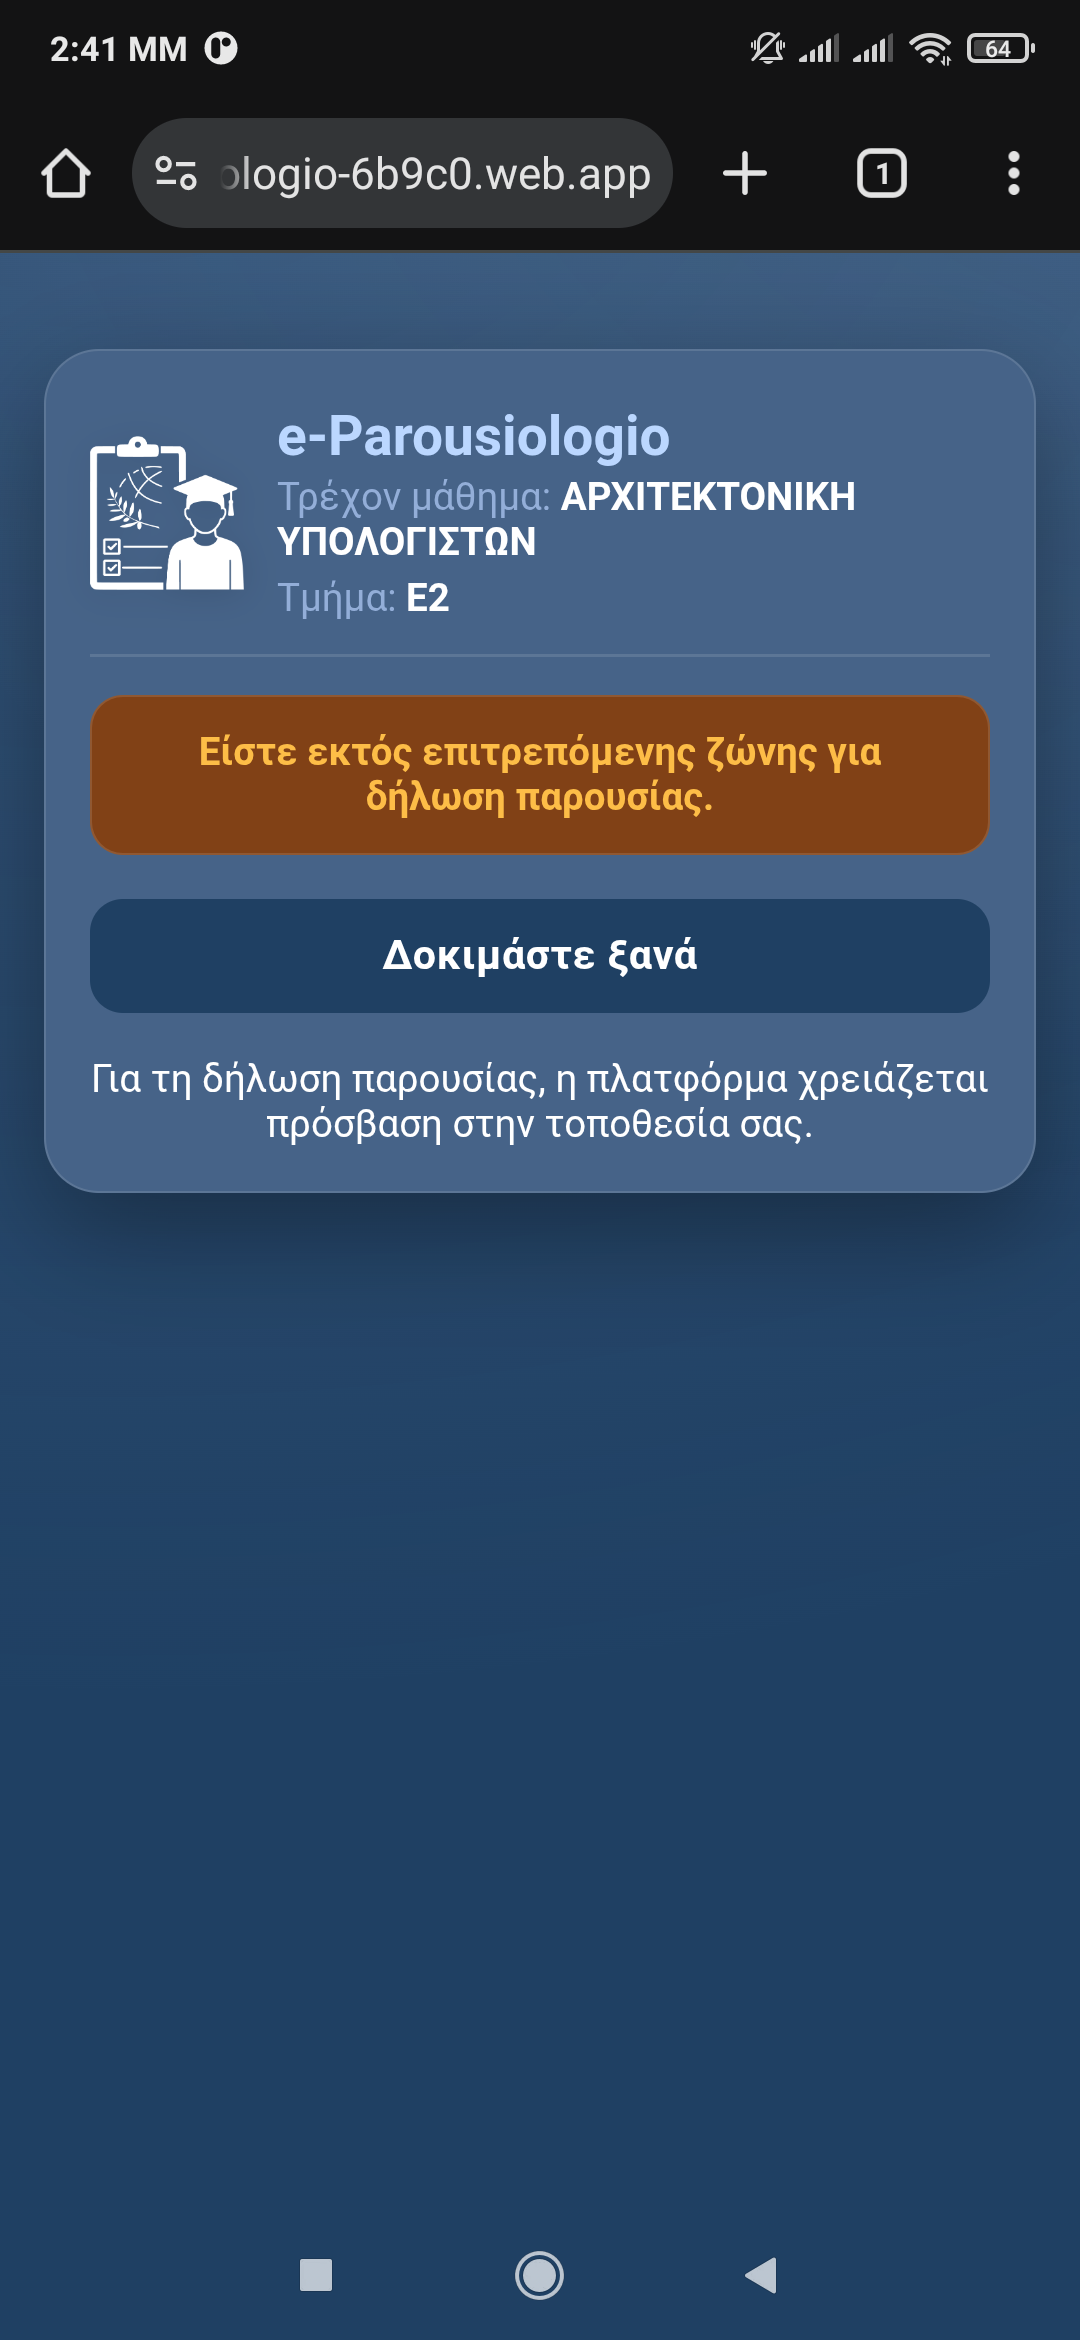 2:41 ΜΜ
64
ologio-6b9c0.web.app
1
e-Parousiologio
Τρέχον μάθημα: ΑΡΧΙΤΕΚΤΟΝΙΚΗ
ΥΠΟΛΟΓΙΣΤΩΝ
Τμήμα: Ε2
Είστε εκτός επιτρεπόμενης ζώνης για
δήλωση παρουσίας.
Δοκιμάστε ξανά
Για τη δήλωση παρουσίας, η πλατφόρμα χρειάζεται
πρόσβαση στην τοποθεσία σας.